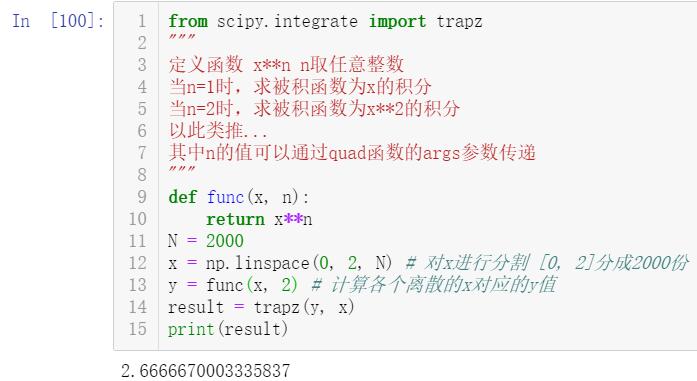 In [100]:
1 from scipy.integrate import trapz
2 """
3 定义函数 x**n n取任意整数
4 当n=1时，求被积函数为x的积分
5 当n=2时，求被积函数为x**2的积分
6 以此类推...
7 其中n的值可以通过quad函数的args参数传递
8 """
9 def func(x, n):
10     return x**n
11 N = 2000
12 x = np.linspace(0, 2, N) # 对x进行分割 [0, 2]分成2000份
13 y = func(x, 2) # 计算各个离散的x对应的y值
14 result = trapz(y, x)
15 print(result)
2.6666670003335837